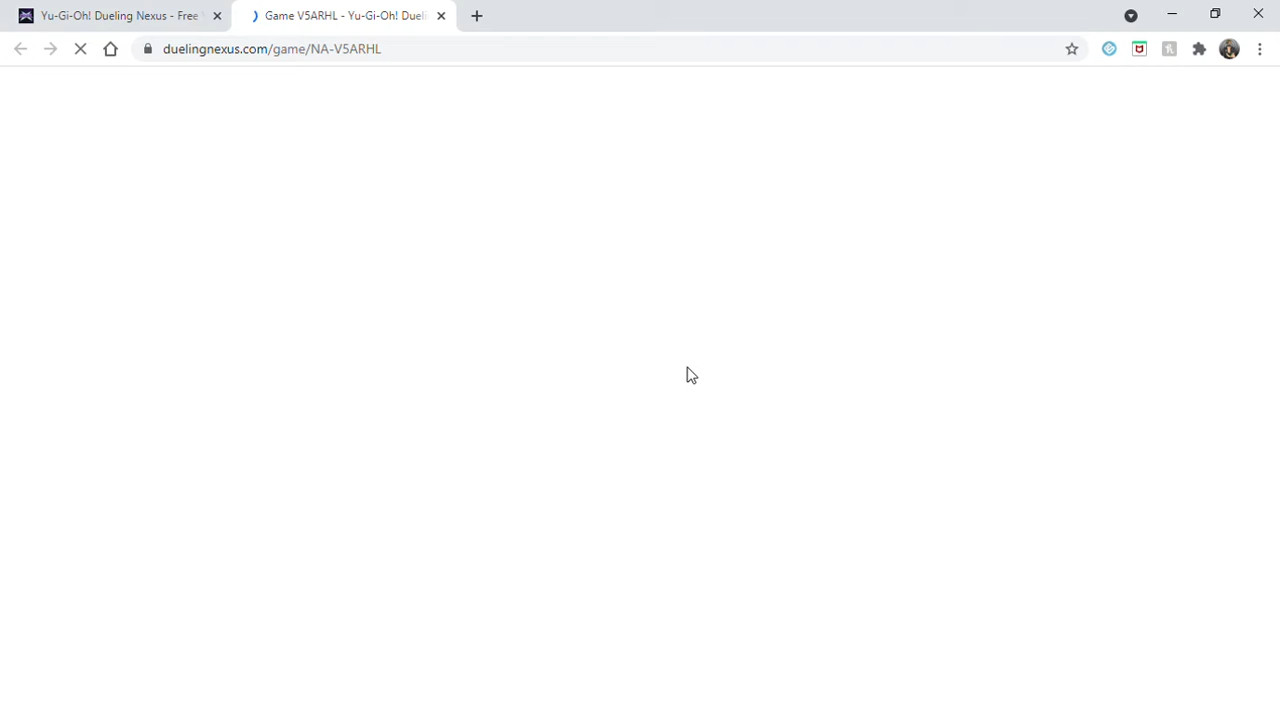 Yu-Gi-Oh! Dueling Nexus - Free
Game V5ARHL - Yu-Gi-Oh! Dueli
duelingnexus.com/game/NA-V5ARHL